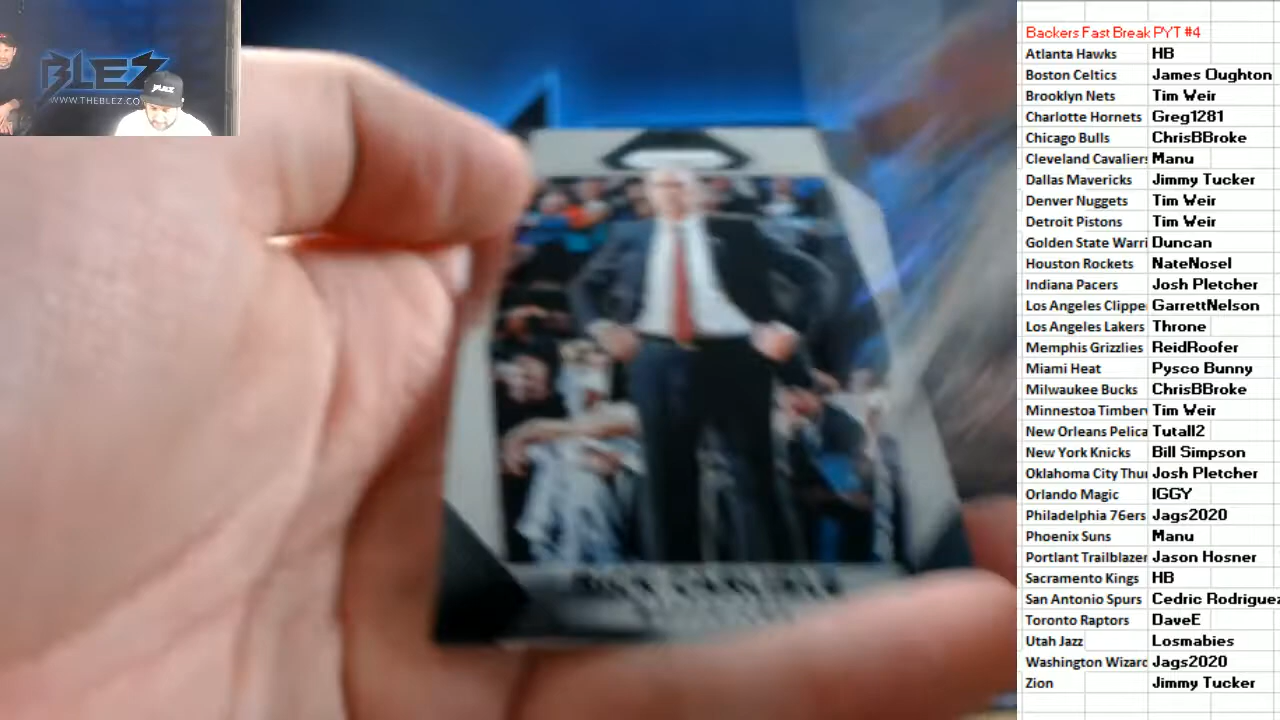 BLEZ
WWW.THEBLEZ.CO
BLEZ
Backers Fast Break PYT #4
Atlanta Hawks HB
Boston Celtics James Oughton
Brooklyn Nets Tim Weir
Charlotte Hornets Greg1281
Chicago Bulls ChrisBBroke
Cleveland Cavaliers Manu
Dallas Mavericks Jimmy Tucker
Denver Nuggets Tim Weir
Detroit Pistons Tim Weir
Golden State Warri Duncan
Houston Rockets NateNosel
Indiana Pacers Josh Pletcher
Los Angeles Clippe GarrettNelson
Los Angeles Lakers Throne
Memphis Grizzlies ReidRoofer
Miami Heat Pysco Bunny
Milwaukee Bucks ChrisBBroke
Minnestoa Timberv Tim Weir
New Orleans Pelica Tutall2
New York Knicks Bill Simpson
Oklahoma City Thu Josh Pletcher
Orlando Magic IGGY
Philadelphia 76ers Jags2020
Phoenix Suns Manu
Portlant Trailblazer Jason Hosner
Sacramento Kings HB
San Antonio Spurs Cedric Rodriguez
Toronto Raptors DaveE
Utah Jazz Losmabies
Washington Wizard Jags2020
Zion Jimmy Tucker